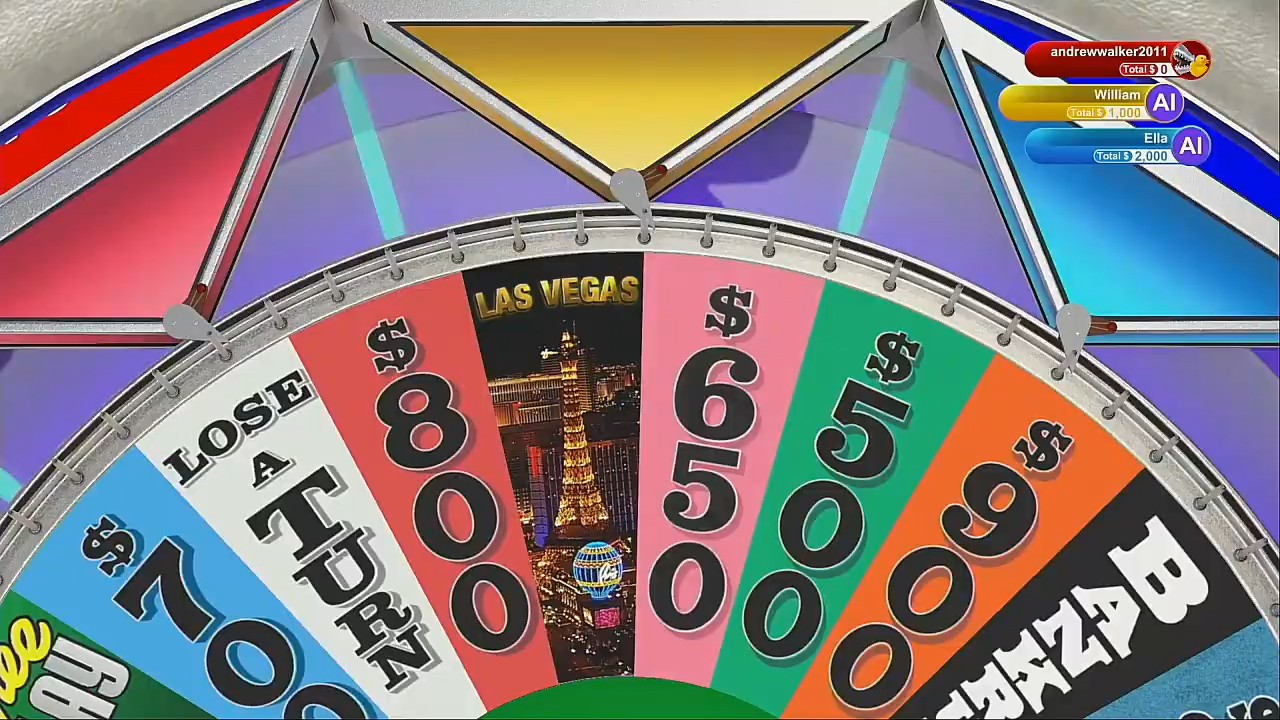 andrewwalker2011
Total $ 0
William
AI
Total $ 1,000
Ella
AI
Total $ 2,000
LAS VEGAS
$800
$650
$500
$900
LOSE
A
TURN
$700
BANKR